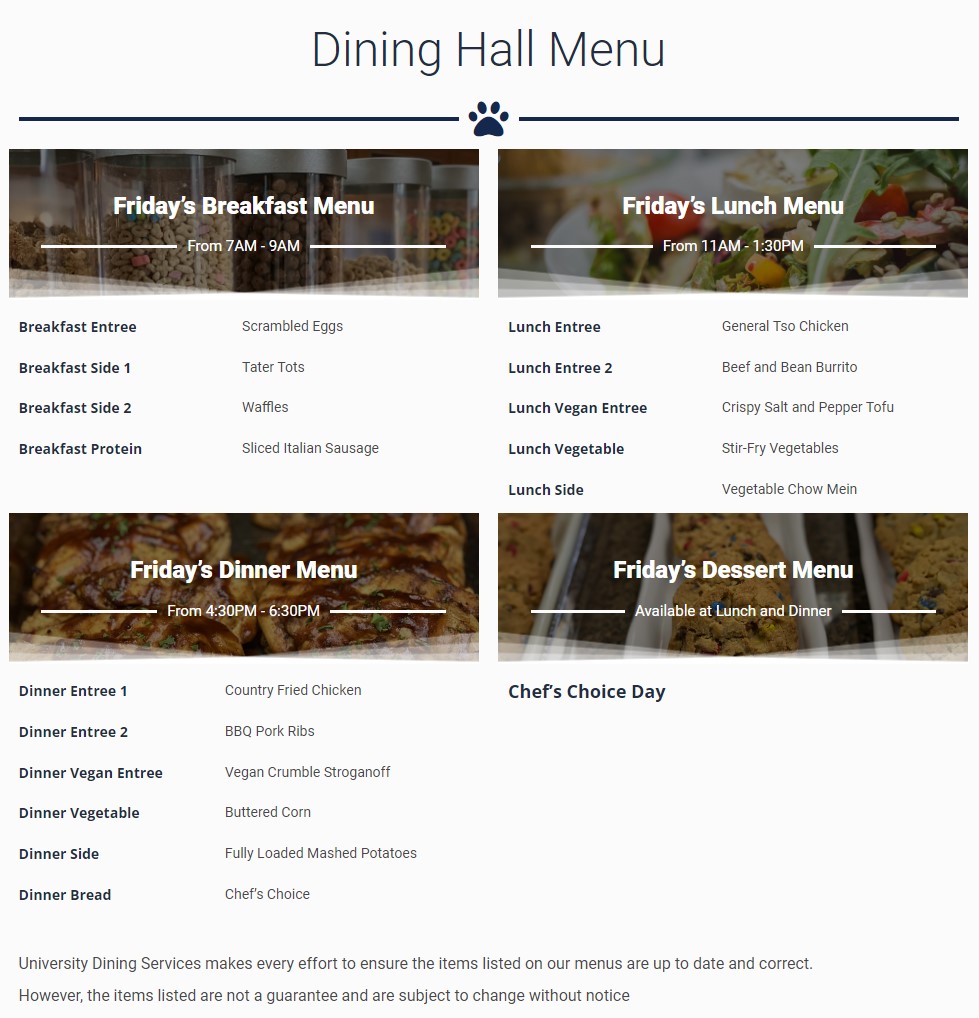 Dining Hall Menu
Friday's Breakfast Menu
From 7AM - 9AM
Breakfast Entree Scrambled Eggs
Breakfast Side 1 Tater Tots
Breakfast Side 2 Waffles
Breakfast Protein Sliced Italian Sausage
Friday's Lunch Menu
From 11AM - 1:30PM
Lunch Entree General Tso Chicken
Lunch Entree 2 Beef and Bean Burrito
Lunch Vegan Entree Crispy Salt and Pepper Tofu
Lunch Vegetable Stir-Fry Vegetables
Lunch Side Vegetable Chow Mein
Friday's Dinner Menu
From 4:30PM - 6:30PM
Dinner Entree 1 Country Fried Chicken
Dinner Entree 2 BBQ Pork Ribs
Dinner Vegan Entree Vegan Crumble Stroganoff
Dinner Vegetable Buttered Corn
Dinner Side Fully Loaded Mashed Potatoes
Dinner Bread Chef's Choice
Friday's Dessert Menu
Available at Lunch and Dinner
Chef's Choice Day
University Dining Services makes every effort to ensure the items listed on our menus are up to date and correct.
However, the items listed are not a guarantee and are subject to change without notice